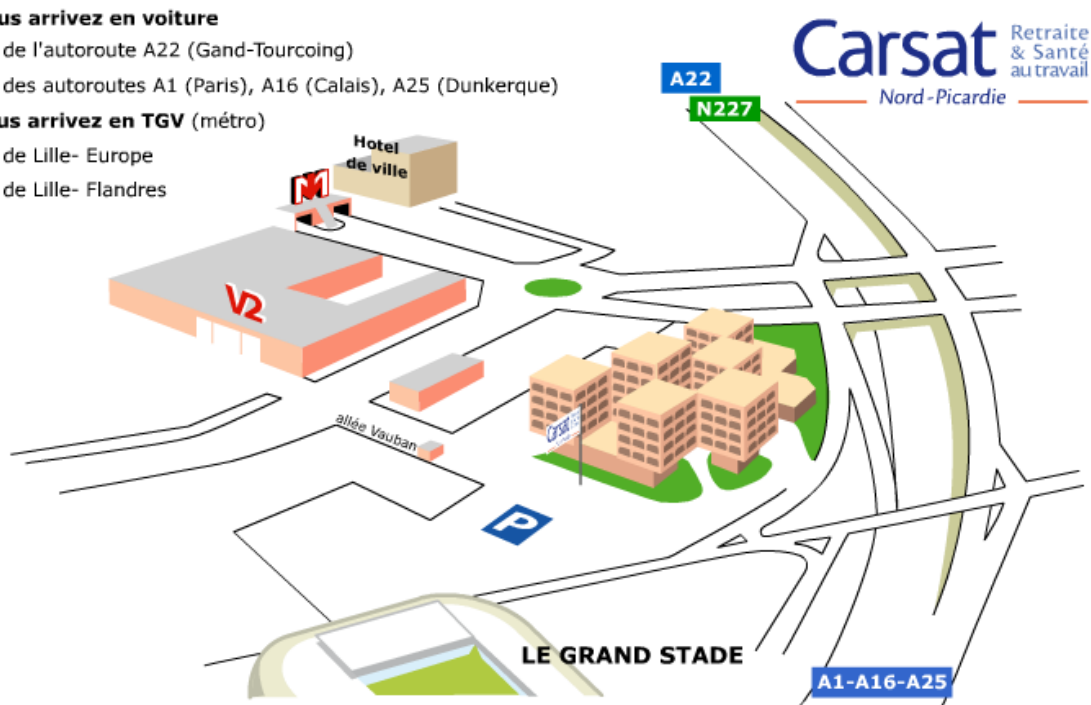 us arrivez en voiture
de l'autoroute A22 (Gand-Tourcoing)
des autoroutes A1 (Paris), A16 (Calais), A25 (Dunkerque)
us arrivez en TGV (métro)
de Lille- Europe
de Lille- Flandres
Carsat Retraite
& Santé
au travail
Nord-Picardie
A22
N227
Hotel
de ville
M
V2
allée Vauban
Carsat
P
LE GRAND STADE
A1-A16-A25